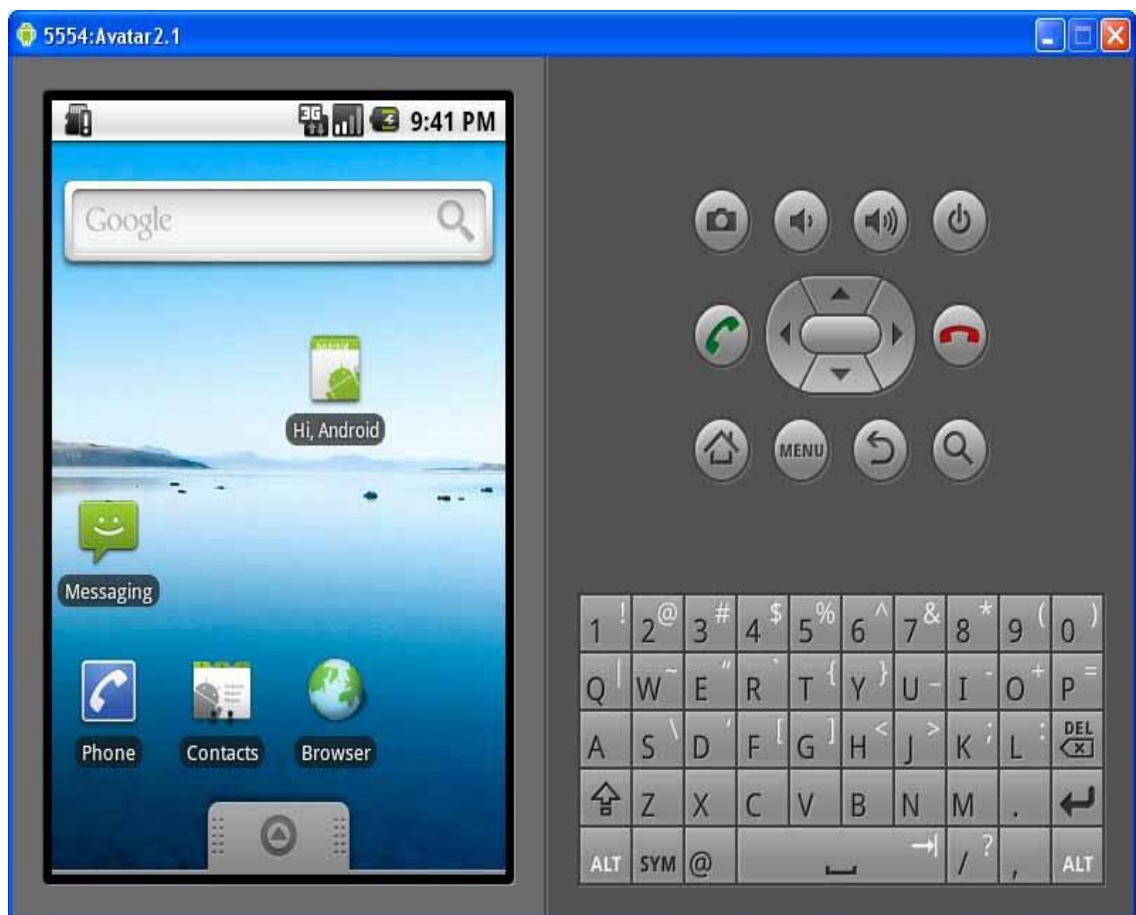 5554:Avatar2.1
3G 9:41 PM
Google
Hi, Android
Messaging
Phone Contacts Browser
MENU
1 ! 2 @ 3 # 4 $ 5 % 6 ^ 7 & 8 * 9 ( 0 )
Q | W ~ E " R ` T { Y } U _ I - O + P =
A S \ D ' F [ G ] H < J > K ; L : DEL
Z X C V B N M .
ALT SYM @ / ? , ALT